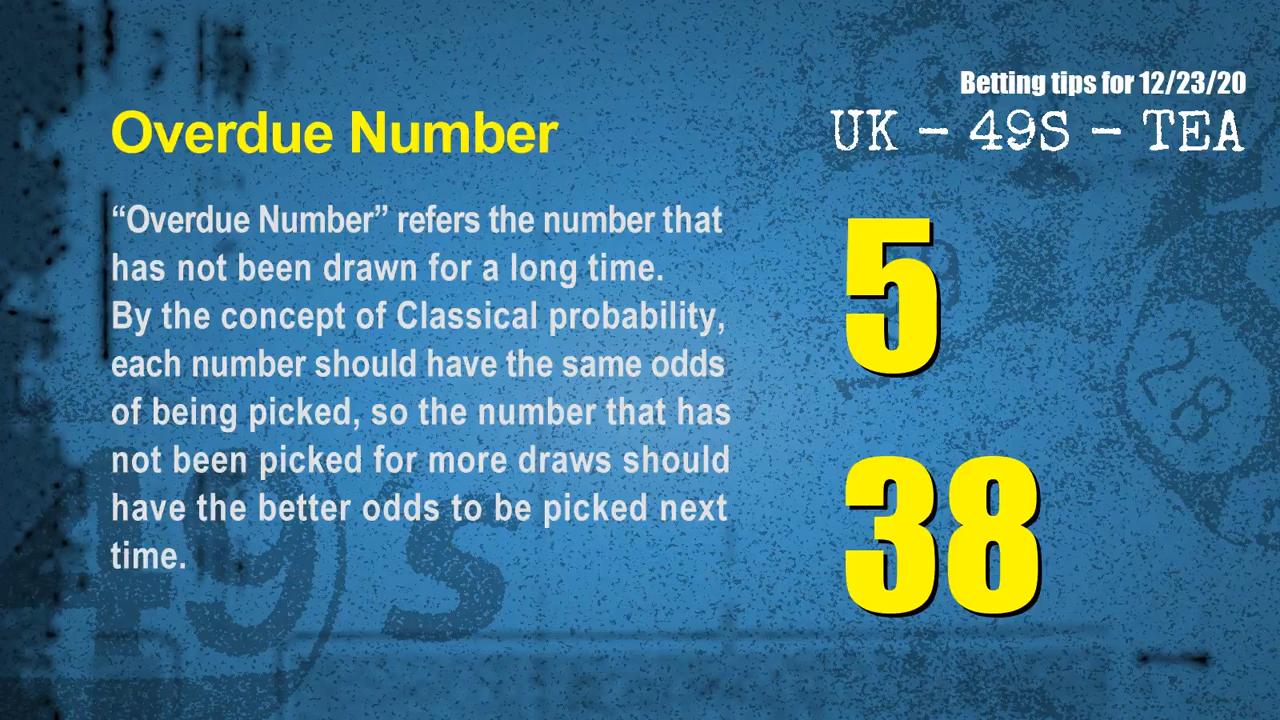 Betting tips for 12/23/20
UK - 49S - TEA
Overdue Number
“Overdue Number” refers the number that
has not been drawn for a long time.
By the concept of Classical probability,
each number should have the same odds
of being picked, so the number that has
not been picked for more draws should
have the better odds to be picked next
time.
5
38
28
49s